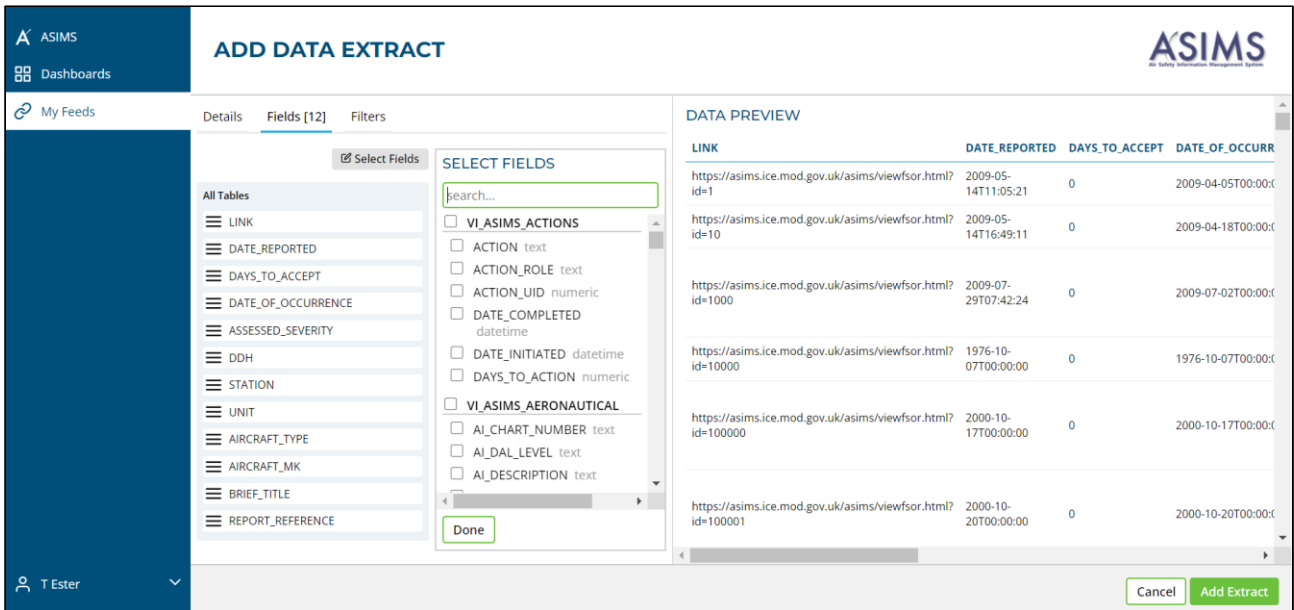 ASIMS
Dashboards
My Feeds
T Ester
ADD DATA EXTRACT
ASIMS
Air Safety Information Management System
Details Fields [12] Filters
Select Fields
All Tables
LINK
DATE_REPORTED
DAYS_TO_ACCEPT
DATE_OF_OCCURRENCE
ASSESSED_SEVERITY
DDH
STATION
UNIT
AIRCRAFT_TYPE
AIRCRAFT_MK
BRIEF_TITLE
REPORT_REFERENCE
SELECT FIELDS
search...
VI_ASIMS_ACTIONS
ACTION text
ACTION_ROLE text
ACTION_UID numeric
DATE_COMPLETED
datetime
DATE_INITIATED datetime
DAYS_TO_ACTION numeric
VI_ASIMS_AERONAUTICAL
AI_CHART_NUMBER text
AI_DAL_LEVEL text
AI_DESCRIPTION text
Done
DATA PREVIEW
LINK DATE_REPORTED DAYS_TO_ACCEPT DATE_OF_OCCURR
https://asims.ice.mod.gov.uk/asims/viewfsor.html? 2009-05-
id=1 14T11:05:21 0 2009-04-05T00:00:0
https://asims.ice.mod.gov.uk/asims/viewfsor.html? 2009-05-
id=10 14T16:49:11 0 2009-04-18T00:00:0
https://asims.ice.mod.gov.uk/asims/viewfsor.html? 2009-07-
id=1000 29T07:42:24 0 2009-07-02T00:00:0
https://asims.ice.mod.gov.uk/asims/viewfsor.html? 1976-10-
id=10000 07T00:00:00 0 1976-10-07T00:00:0
https://asims.ice.mod.gov.uk/asims/viewfsor.html? 2000-10-
id=100000 17T00:00:00 0 2000-10-17T00:00:0
https://asims.ice.mod.gov.uk/asims/viewfsor.html? 2000-10-
id=100001 20T00:00:00 0 2000-10-20T00:00:0
Cancel Add Extract